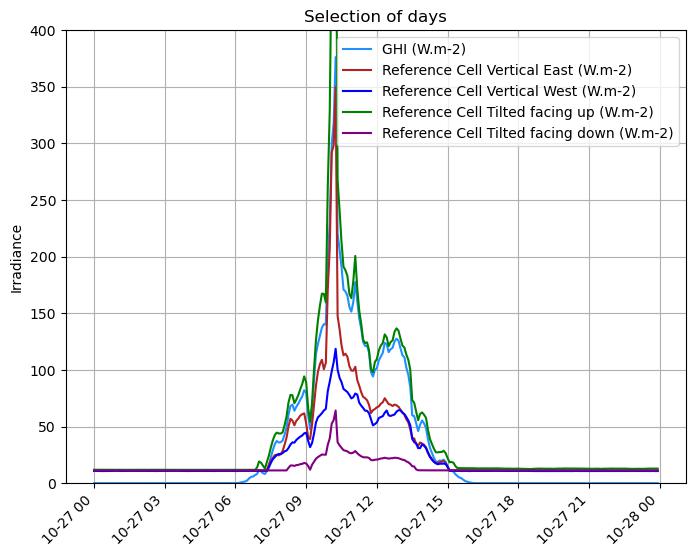 Selection of days
400
350
300
250
200
150
100
50
0
Irradiance
GHI (W.m-2)
Reference Cell Vertical East (W.m-2)
Reference Cell Vertical West (W.m-2)
Reference Cell Tilted facing up (W.m-2)
Reference Cell Tilted facing down (W.m-2)
10-27 00
10-27 03
10-27 06
10-27 09
10-27 12
10-27 15
10-27 18
10-27 21
10-28 00